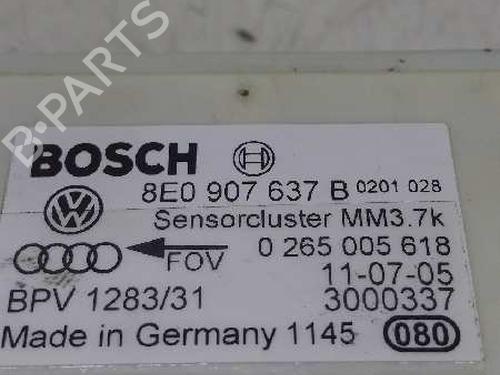 BOSCH
8E0 907 637 B 0201 028
Sensorcluster MM3.7k
FOV 0 265 005 618
11-07-05
BPV 1283/31 3000337
Made in Germany 1145 080
B-PARTS